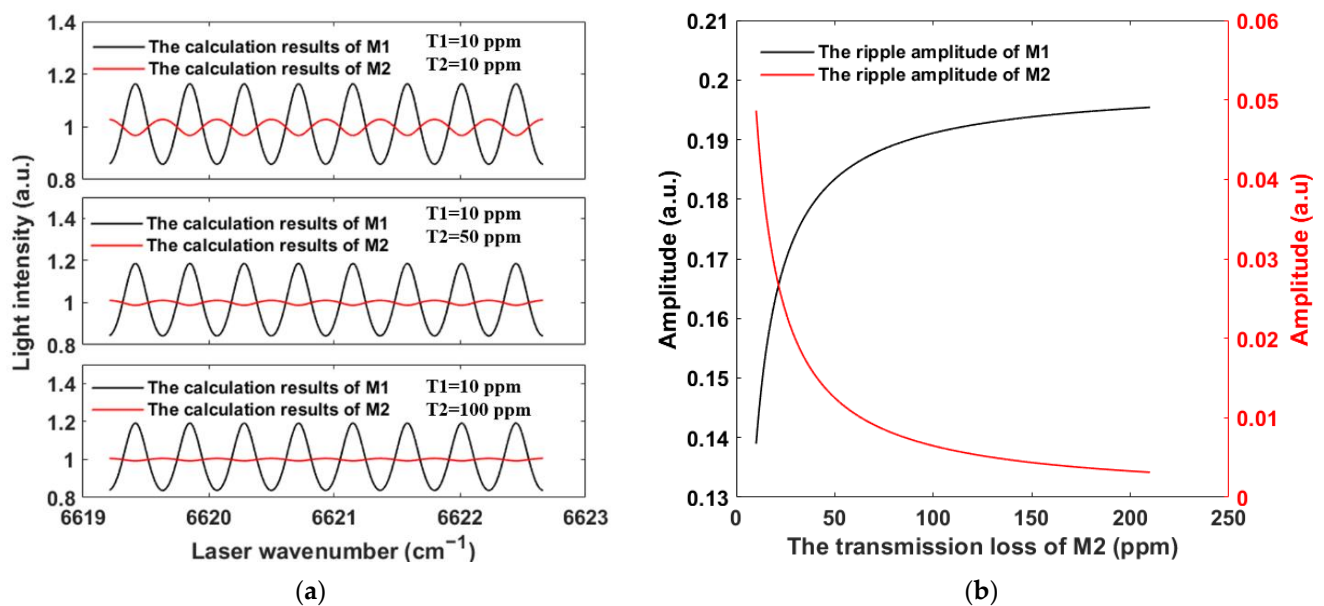 Light intensity (a.u.)
1.4
1.2
1
0.8
The calculation results of M1
The calculation results of M2
T1=10 ppm
T2=10 ppm
1.4
1.2
1
0.8
The calculation results of M1
The calculation results of M2
T1=10 ppm
T2=50 ppm
1.4
1.2
1
0.8
The calculation results of M1
The calculation results of M2
T1=10 ppm
T2=100 ppm
6619 6620 6621 6622 6623
Laser wavenumber (cm⁻¹)
(a)
Amplitude (a.u.)
0.21
0.2
0.19
0.18
0.17
0.16
0.15
0.14
0.13
The ripple amplitude of M1
The ripple amplitude of M2
0.06
0.05
0.04
0.03
0.02
0.01
0
Amplitude (a.u)
0 50 100 150 200 250
The transmission loss of M2 (ppm)
(b)